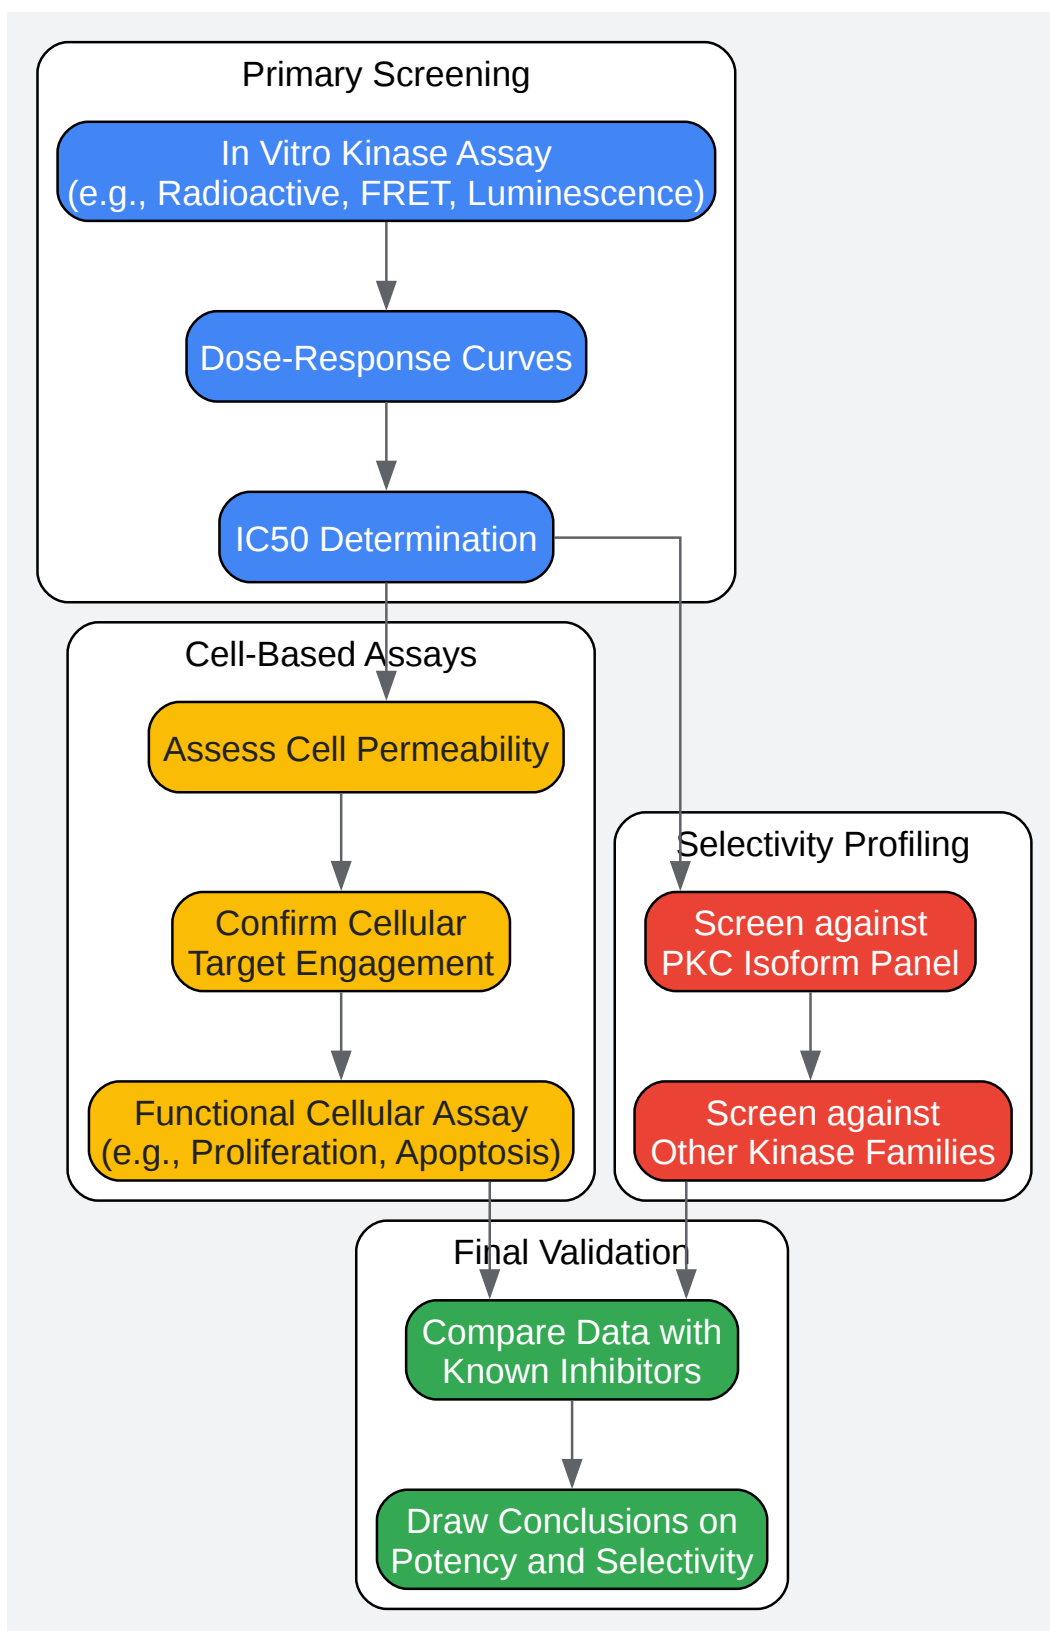 Primary Screening
In Vitro Kinase Assay
(e.g., Radioactive, FRET, Luminescence)
Dose-Response Curves
IC50 Determination
Cell-Based Assays
Assess Cell Permeability
Confirm Cellular
Target Engagement
Functional Cellular Assay
(e.g., Proliferation, Apoptosis)
Selectivity Profiling
Screen against
PKC Isoform Panel
Screen against
Other Kinase Families
Final Validation
Compare Data with
Known Inhibitors
Draw Conclusions on
Potency and Selectivity